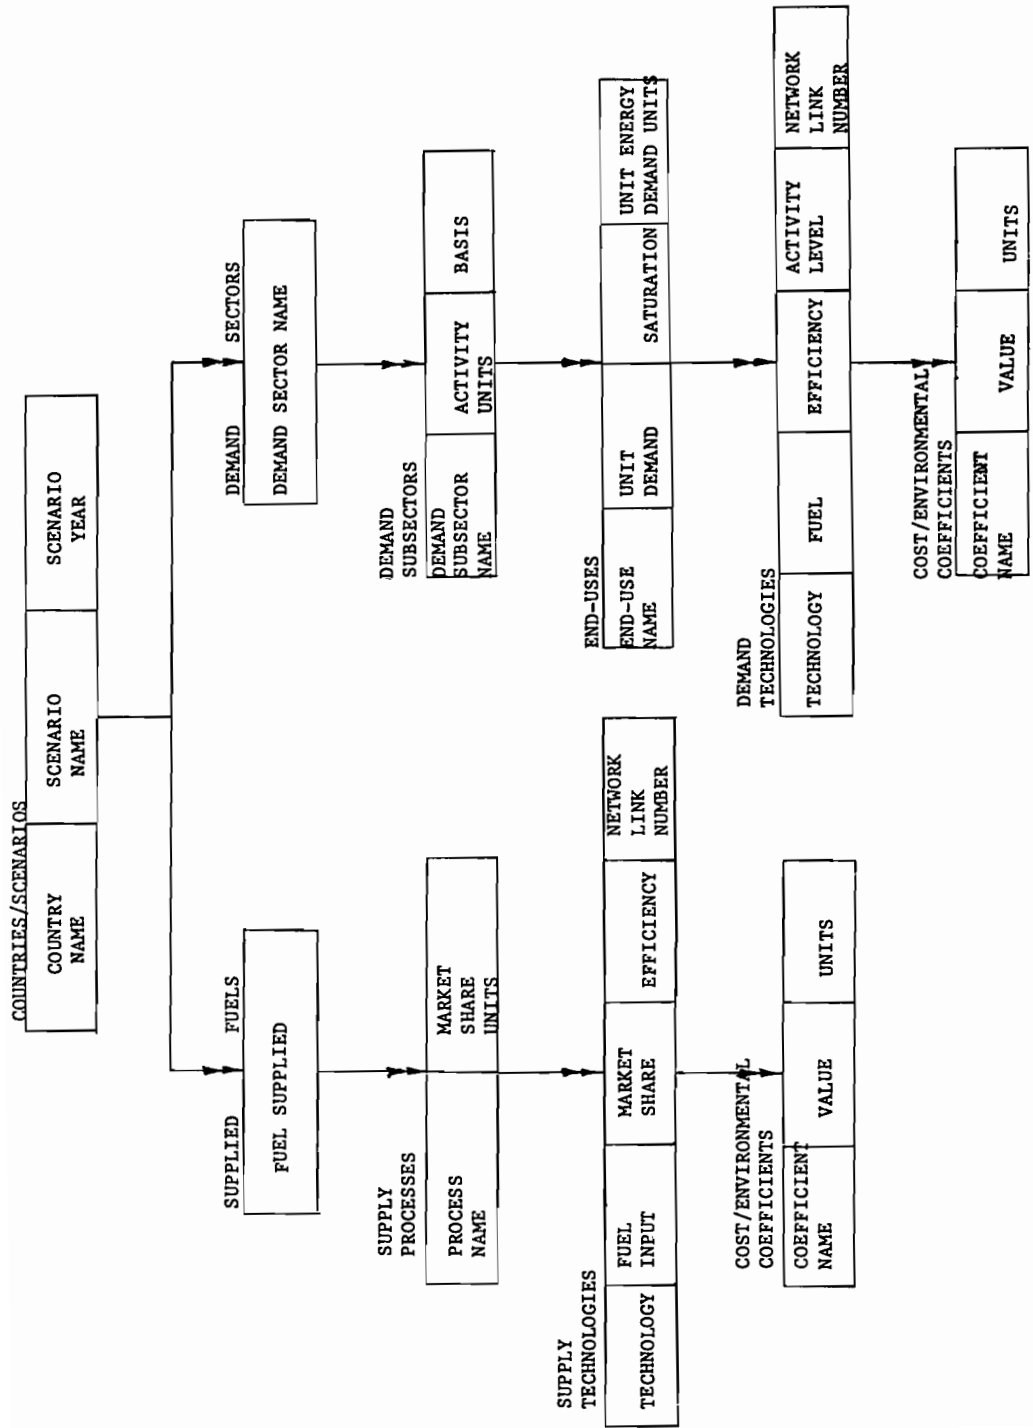 COUNTRIES/SCENARIOS
COUNTRY
NAME
SCENARIO
NAME
SCENARIO
YEAR
SUPPLIED FUELS
FUEL SUPPLIED
SUPPLY
PROCESSES
PROCESS
NAME
MARKET
SHARE
UNITS
SUPPLY
TECHNOLOGIES
TECHNOLOGY
FUEL
INPUT
MARKET
SHARE
EFFICIENCY
NETWORK
LINK
NUMBER
COST/ENVIRONMENTAL
COEFFICIENTS
COEFFICIENT
NAME
VALUE
UNITS
DEMAND SECTORS
DEMAND SECTOR NAME
DEMAND
SUBSECTORS
DEMAND
SUBSECTOR
NAME
ACTIVITY
UNITS
BASIS
END-USES
END-USE
NAME
UNIT
DEMAND
SATURATION
UNIT ENERGY
DEMAND UNITS
DEMAND
TECHNOLOGIES
TECHNOLOGY
FUEL
EFFICIENCY
ACTIVITY
LEVEL
NETWORK
LINK
NUMBER
COST/ENVIRONMENTAL
COEFFICIENTS
COEFFICIENT
NAME
VALUE
UNITS